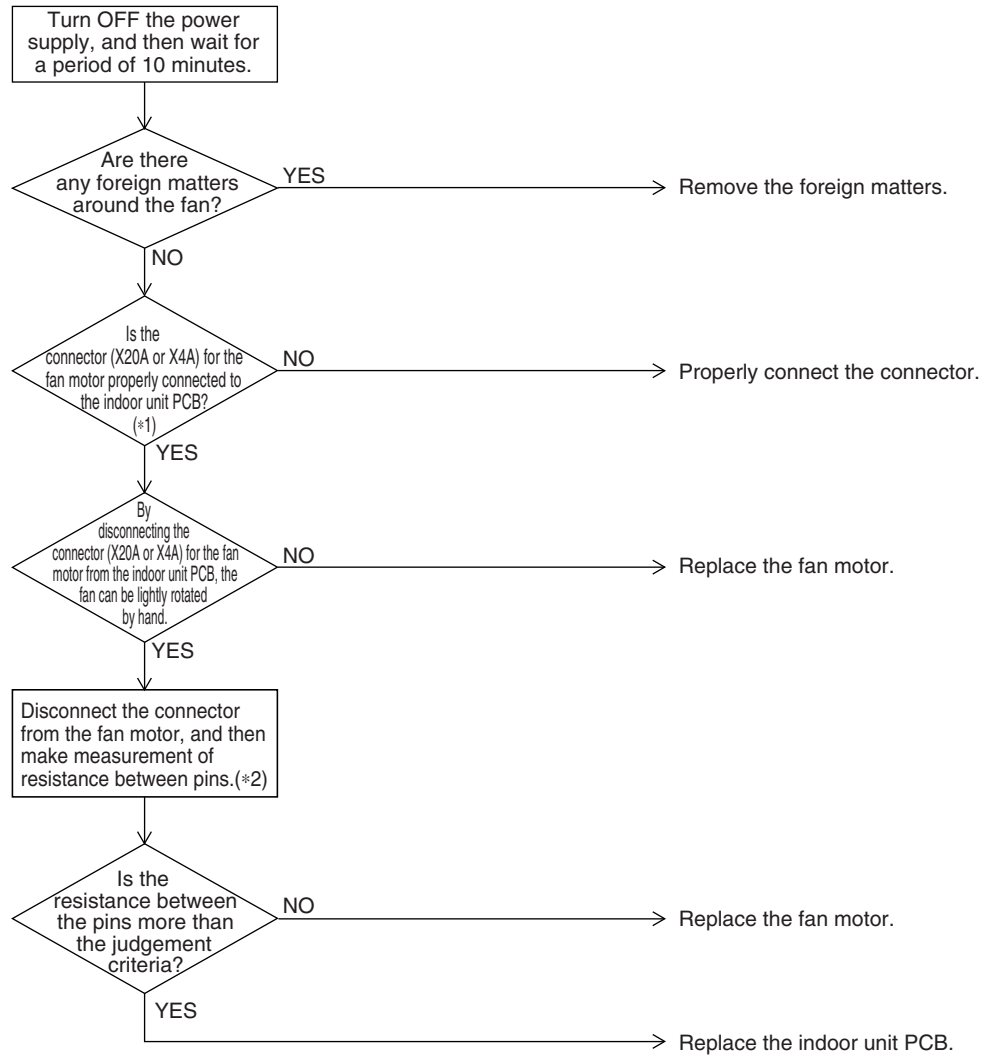 Turn OFF the power
supply, and then wait for
a period of 10 minutes.
Are there
any foreign matters
around the fan?
YES
Remove the foreign matters.
NO
Is the
connector (X20A or X4A) for the
fan motor properly connected to
the indoor unit PCB?
(*1)
NO
Properly connect the connector.
YES
By
disconnecting the
connector (X20A or X4A) for the fan
motor from the indoor unit PCB, the
fan can be lightly rotated
by hand.
NO
Replace the fan motor.
YES
Disconnect the connector
from the fan motor, and then
make measurement of
resistance between pins.(*2)
Is the
resistance between
the pins more than
the judgement
criteria?
NO
Replace the fan motor.
YES
Replace the indoor unit PCB.